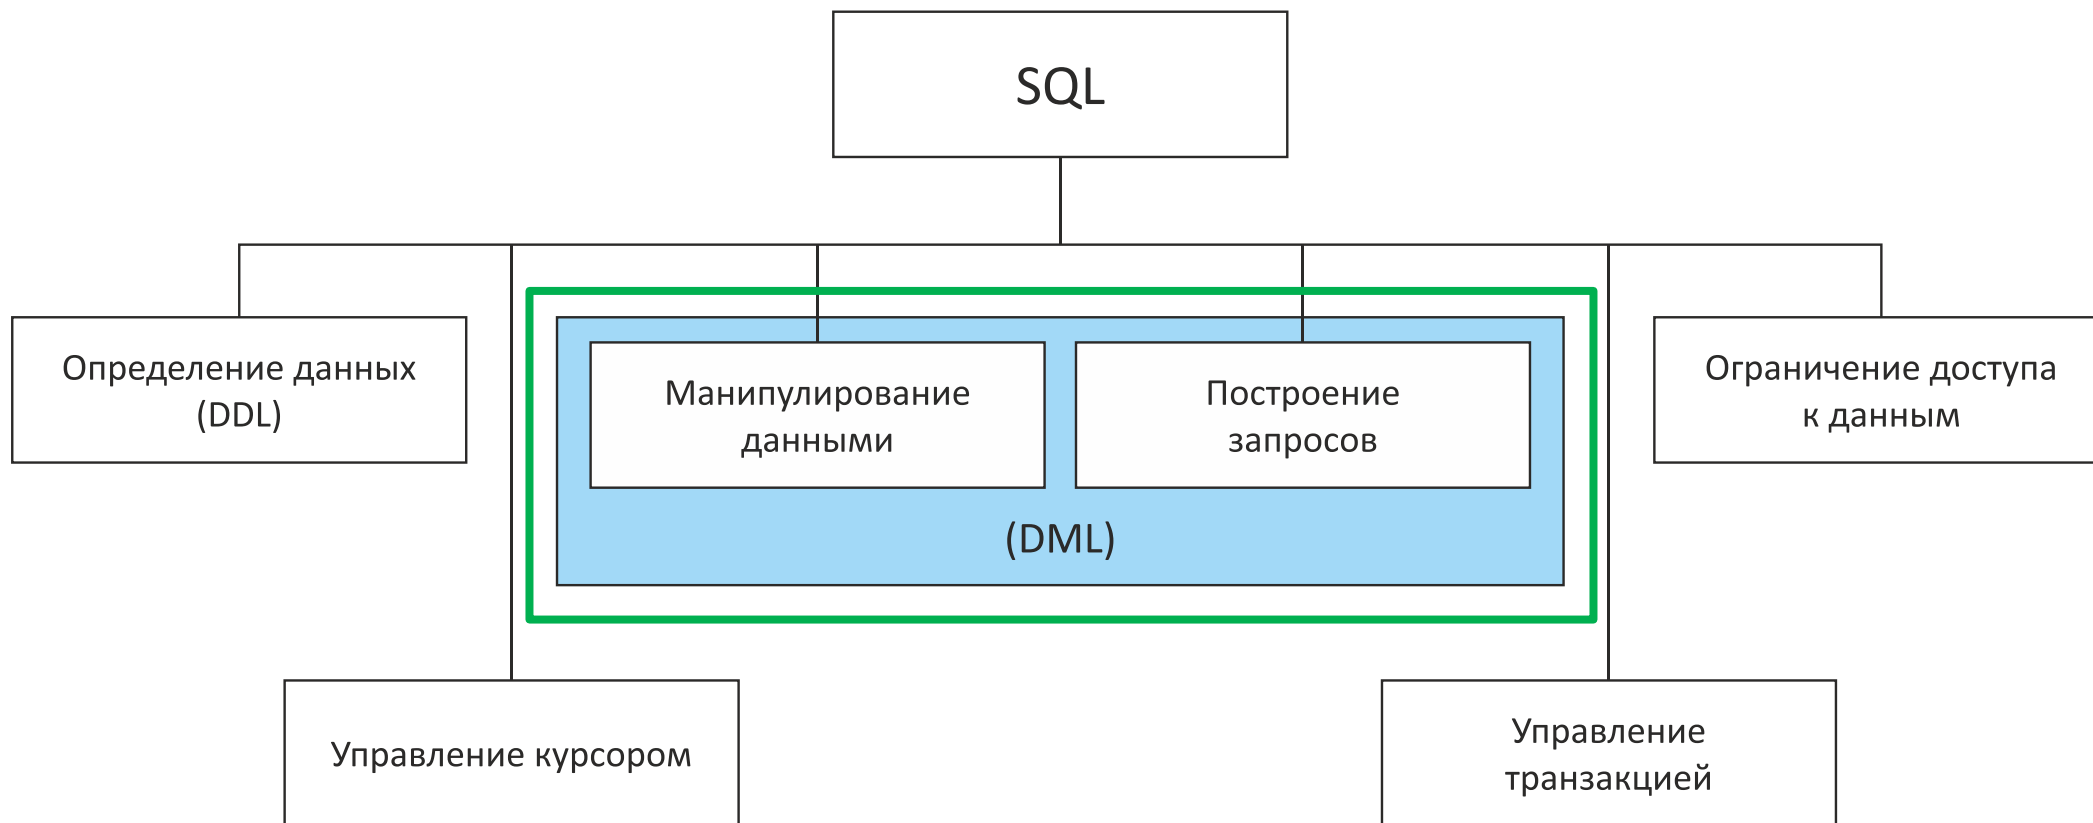 SQL
Определение данных
(DDL)
Манипулирование
данными
Построение
запросов
(DML)
Ограничение доступа
к данным
Управление курсором
Управление
транзакцией